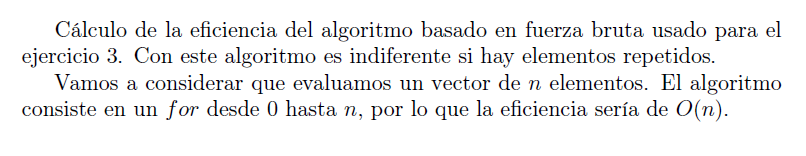 Cálculo de la eficiencia del algoritmo basado en fuerza bruta usado para el
ejercicio 3. Con este algoritmo es indiferente si hay elementos repetidos.
Vamos a considerar que evaluamos un vector de n elementos. El algoritmo
consiste en un for desde 0 hasta n, por lo que la eficiencia sería de O(n).